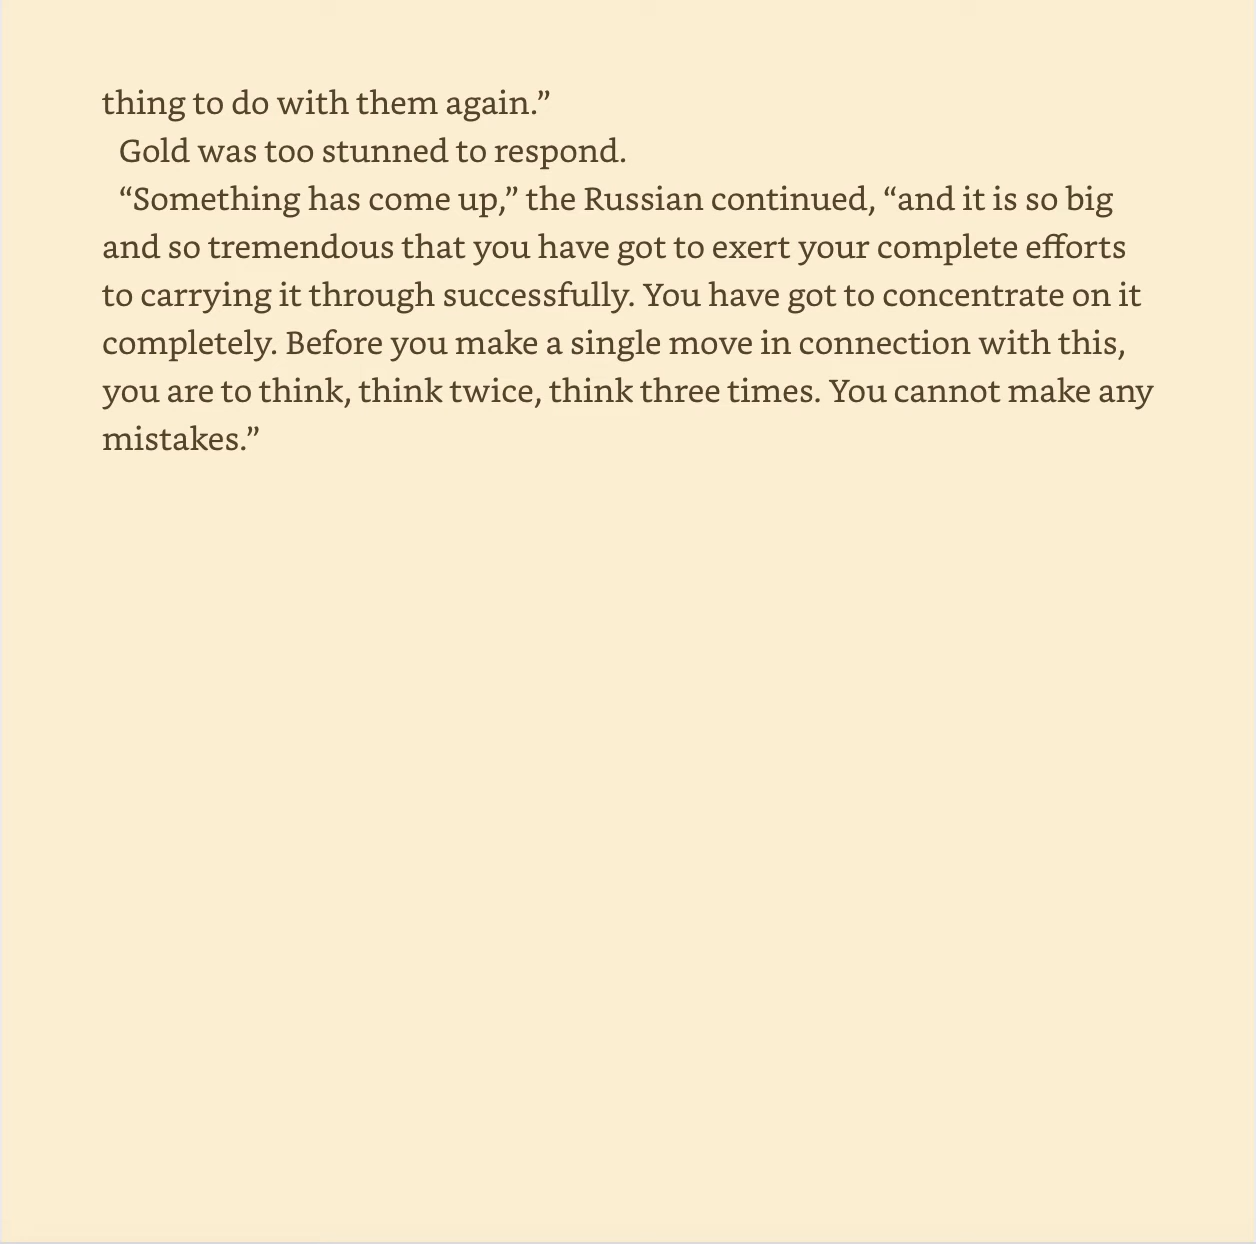 thing to do with them again.”
Gold was too stunned to respond.
“Something has come up,” the Russian continued, “and it is so big
and so tremendous that you have got to exert your complete efforts
to carrying it through successfully. You have got to concentrate on it
completely. Before you make a single move in connection with this,
you are to think, think twice, think three times. You cannot make any
mistakes.”